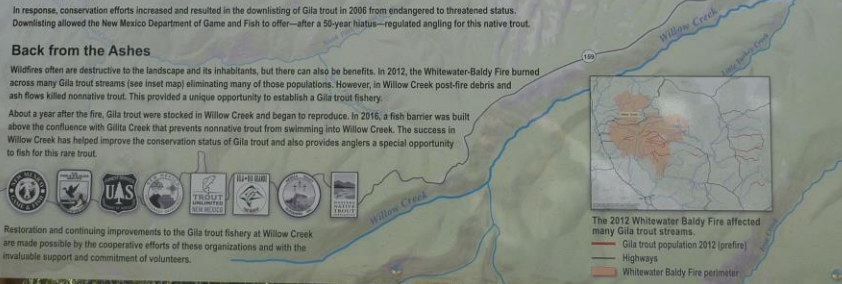 In response, conservation efforts increased and resulted in the downlisting of Gila trout in 2006 from endangered to threatened status.
Downlisting allowed the New Mexico Department of Game and Fish to offer—after a 50-year hiatus—regulated angling for this native trout.
Back from the Ashes
Wildfires often are destructive to the landscape and its inhabitants, but there can also be benefits. In 2012, the Whitewater-Baldy Fire burned
across many Gila trout streams (see inset map) eliminating many of those populations. However, in Willow Creek post-fire debris and
ash flows killed nonnative trout. This provided a unique opportunity to establish a Gila trout fishery.
About a year after the fire, Gila trout were stocked in Willow Creek and began to reproduce. In 2016, a fish barrier was built
above the confluence with Gilita Creek that prevents nonnative trout from swimming into Willow Creek. The success in
Willow Creek has helped improve the conservation status of Gila trout and also provides anglers a special opportunity
to fish for this rare trout.
UAS
TROUT
UNLIMITED
NEW MEXICO
NATIVE
TROUT
Restoration and continuing improvements to the Gila trout fishery at Willow Creek
are made possible by the cooperative efforts of these organizations and with the
invaluable support and commitment of volunteers.
Willow Creek
159
Willow Creek
Little Turkey Creek
The 2012 Whitewater Baldy Fire affected
many Gila trout streams.
Gila trout population 2012 (prefire)
Highways
Whitewater Baldy Fire perimeter